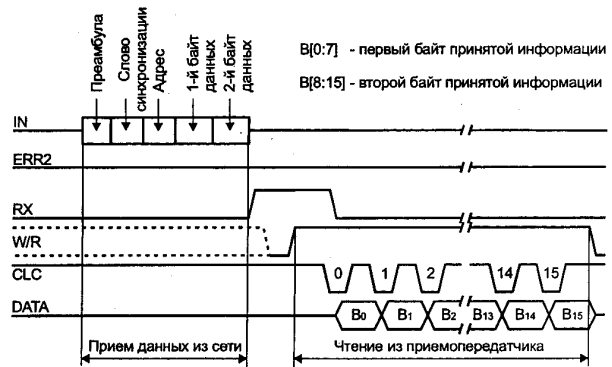 Преамбула
Слово
синхронизации
Адрес
1-й байт
данных
2-й байт
данных
B[0:7] - первый байт принятой информации
B[8:15] - второй байт принятой информации
IN
ERR2
RX
W/R
CLC
0 1 2 14 15
DATA
B0 B1 B2 B13 B14 B15
Прием данных из сети
Чтение из приемопередатчика